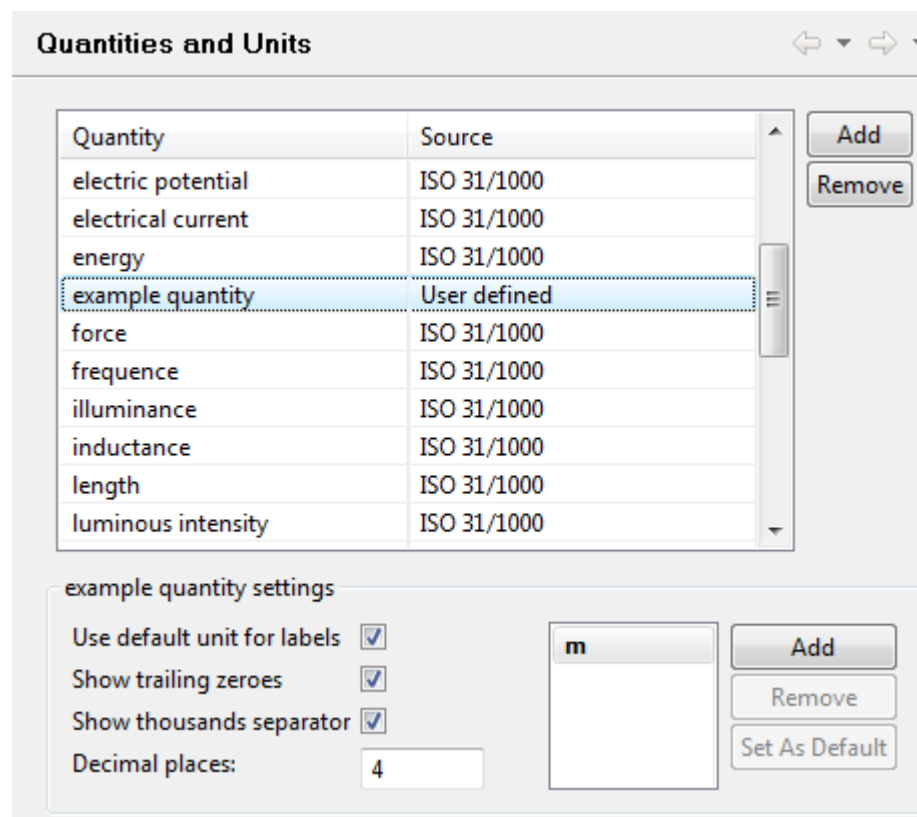 Quantities and Units
Quantity Source Add
electric potential ISO 31/1000 Remove
electrical current ISO 31/1000
energy ISO 31/1000
example quantity User defined
force ISO 31/1000
frequence ISO 31/1000
illuminance ISO 31/1000
inductance ISO 31/1000
length ISO 31/1000
luminous intensity ISO 31/1000
example quantity settings
Use default unit for labels m Add
Show trailing zeroes Remove
Show thousands separator Set As Default
Decimal places: 4